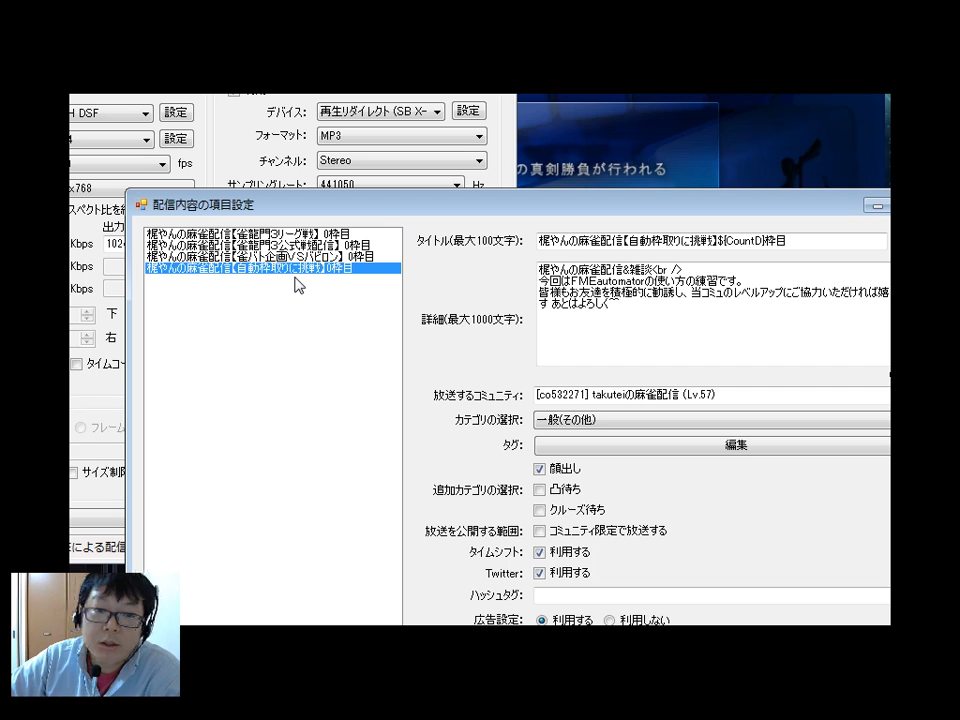 H DSF
設定
デバイス:
再生リダイレクト (SB X-
設定
設定
フォーマット:
MP3
fps
チャンネル:
Stereo
の真剣勝負が行われる
x768
サンプリングレート:
441050
Hz
配信内容の項目設定
スペクト比を
出力
Kbps
102
Kbps
Kbps
下
右
タイムコー
フレーム
サイズ制限
による配信
梶やんの麻雀配信【雀龍門3リーグ戦】 0枠目
梶やんの麻雀配信【雀龍門3公式戦配信】 0枠目
梶やんの麻雀配信【雀バト企画VSバビロン】 0枠目
梶やんの麻雀配信【自動枠取りに挑戦】0枠目
タイトル(最大100文字):
梶やんの麻雀配信【自動枠取りに挑戦】${CountD}枠目
詳細(最大1000文字):
梶やんの麻雀配信&雑談<br />
今回はFMEautomatorの使い方の練習です。
皆様もお友達を積極的に勧誘し、当コミュのレベルアップにご協力いただければ嬉
す あとはよろしく^^
放送するコミュニティ:
[co532271] takuteiの麻雀配信 (Lv.57)
カテゴリの選択:
一般(その他)
タグ:
編集
追加カテゴリの選択:
顔出し
凸待ち
クルーズ待ち
放送を公開する範囲:
コミュニティ限定で放送する
タイムシフト:
利用する
Twitter:
利用する
ハッシュタグ:
広告設定:
利用する
利用しない